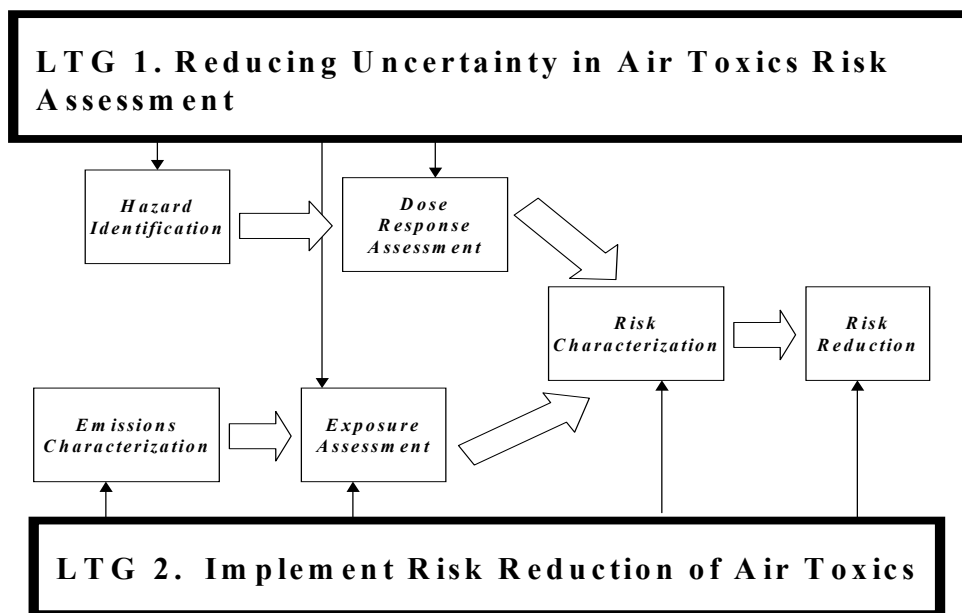 LTG 1. Reducing Uncertainty in Air Toxics Risk
Assessment
Hazard
Identification
Dose
Response
Assessment
Risk
Characterization
Risk
Reduction
Emissions
Characterization
Exposure
Assessment
LTG 2. Implement Risk Reduction of Air Toxics